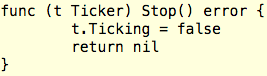 func (t Ticker) Stop() error {
        t.Ticking = false
        return nil
}